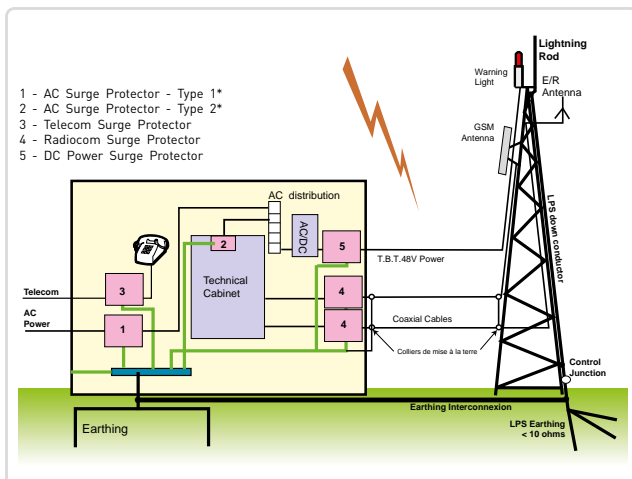 1 - AC Surge Protector - Type 1*
2 - AC Surge Protector - Type 2*
3 - Telecom Surge Protector
4 - Radiocom Surge Protector
5 - DC Power Surge Protector
Lightning
Rod
Warning
Light
E/R
Antenna
GSM
Antenna
LPS down conductor
AC distribution
AC/DC
2
5
T.B.T.48V Power
Technical
Cabinet
Telecom
3
4
AC
Power
1
4
Coaxial Cables
Colliers de mise à la terre
Control
Junction
Earthing Interconnexion
Earthing
LPS Earthing
< 10 ohms